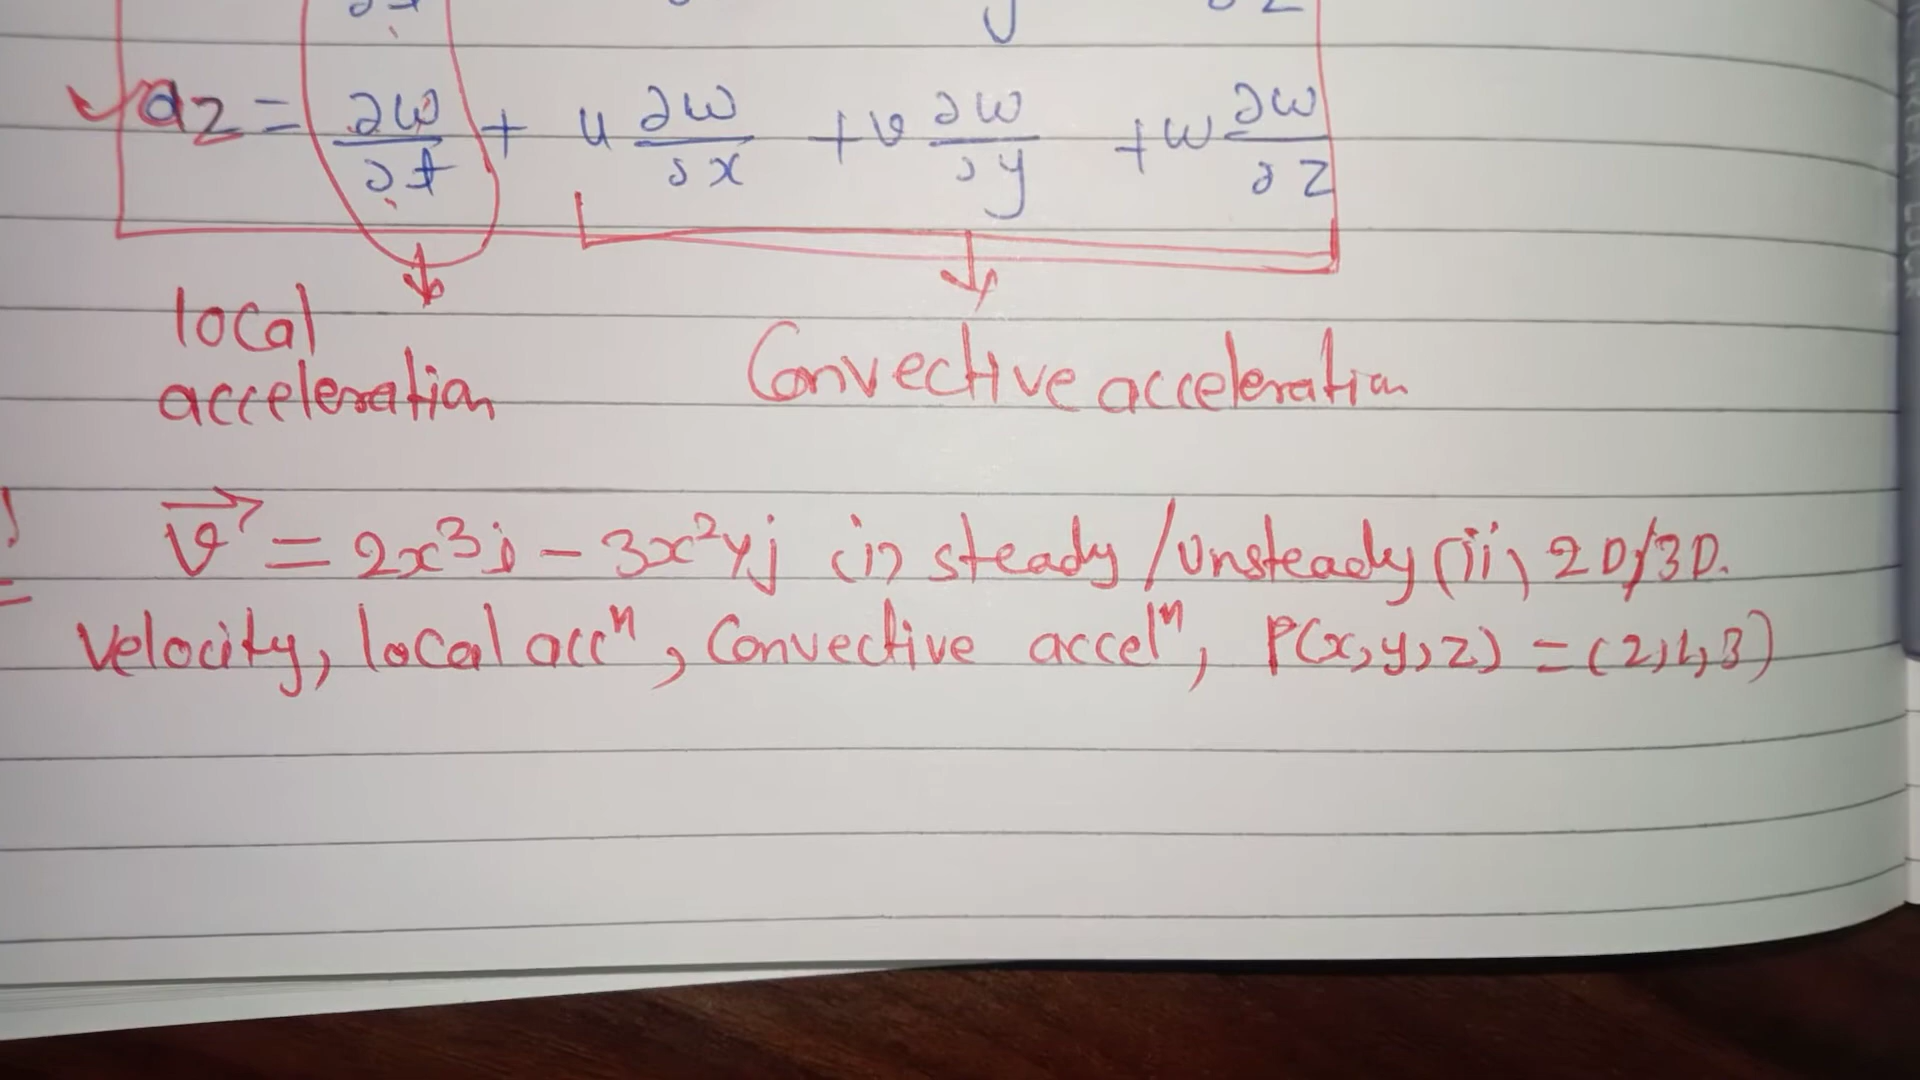 az = ∂w/∂t + u ∂w/∂x + v ∂w/∂y + w ∂w/∂z
local
acceleration
Convective acceleration
v⃗ = 2x³i - 3x²yj (i) steady/Unsteady (ii) 2D/3D.
Velocity, local accⁿ, Convective accelⁿ, P(x,y,z) = (2,1,3)